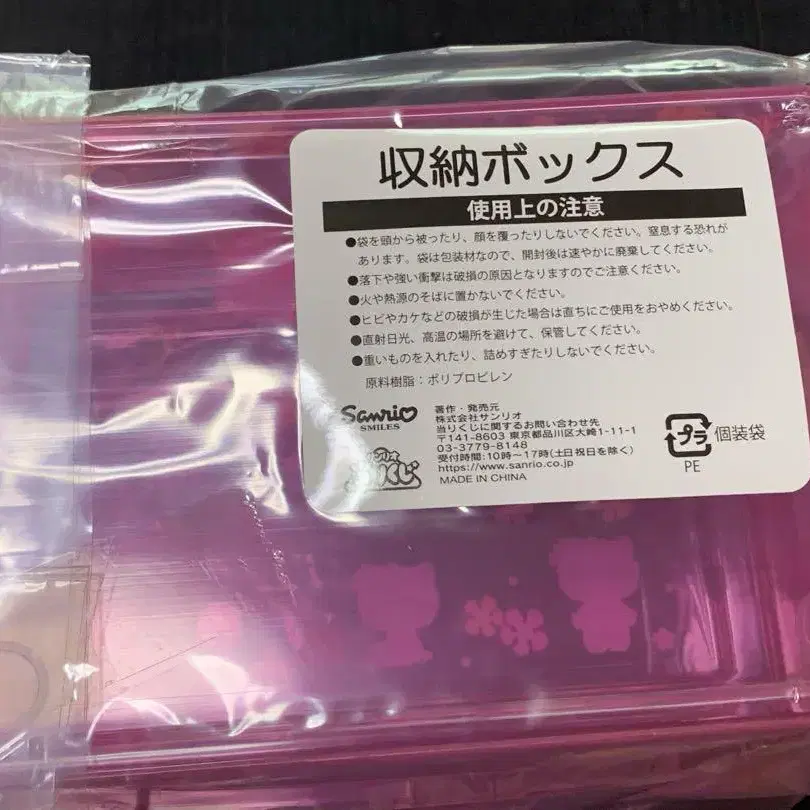 収納ボックス
使用上の注意
●袋を頭から被ったり、顔を覆ったりしないでください。窒息する恐れが
あります。袋は包装材なので、開封後は速やかに廃棄してください。
●落下や強い衝撃は破損の原因となりますのでご注意ください。
●火や熱源のそばに置かないでください。
●ヒビやカケなどの破損が生じた場合は直ちにご使用をおやめください。
●直射日光、高温の場所を避けて、保管してください。
●重いものを入れたり、詰めすぎたりしないでください。
原料樹脂：ポリプロピレン
Sanrio
SMILES
著作・発売元
株式会社サンリオ
当りくじに関するお問い合わせ先
〒141-8603 東京都品川区大崎1-11-1
03-3779-8148
受付時間:10時〜17時(土日祝日を除く)
https://www.sanrio.co.jp
MADE IN CHINA
プラ
個装袋
PE